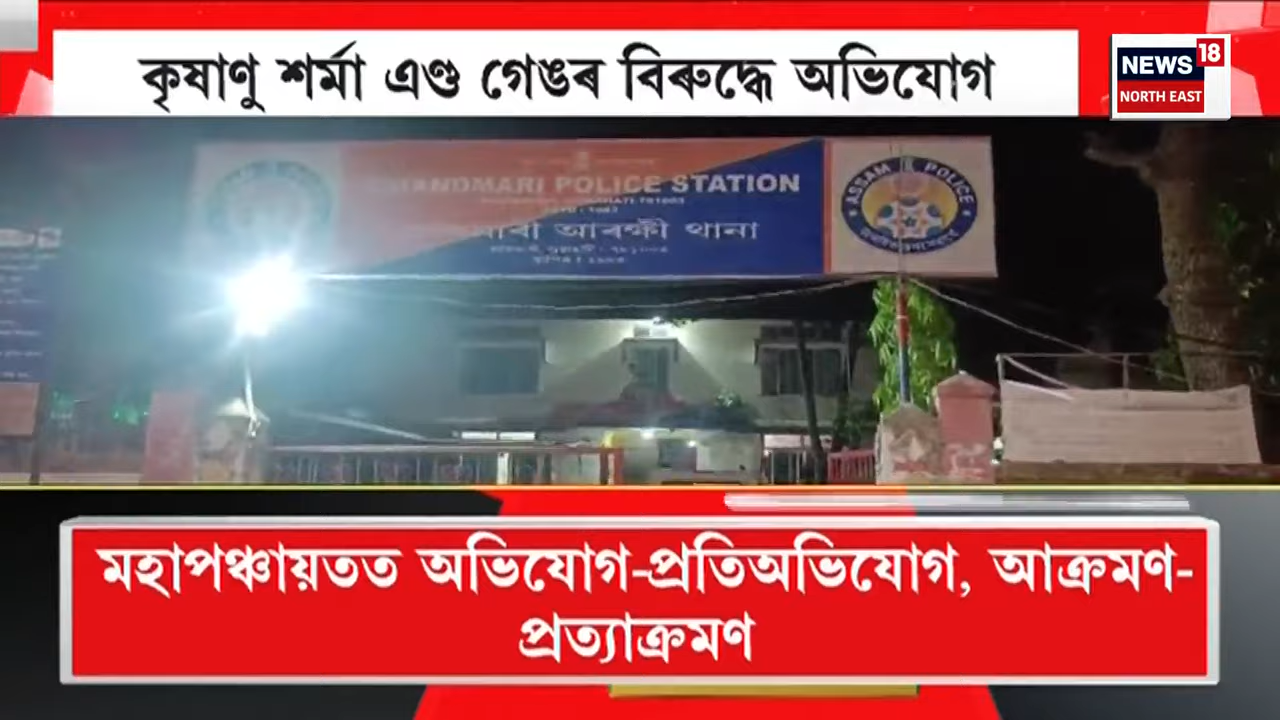 কৃষাণু শৰ্মা এণ্ড গেঙৰ বিৰুদ্ধে অভিযোগ
NEWS 18
NORTH EAST
POLICE STATION
ASSAM POLICE
আৰক্ষী থানা
মহাপঞ্চায়তত অভিযোগ-প্ৰতিঅভিযোগ, আক্ৰমণ-
প্ৰত্যাক্ৰমণ